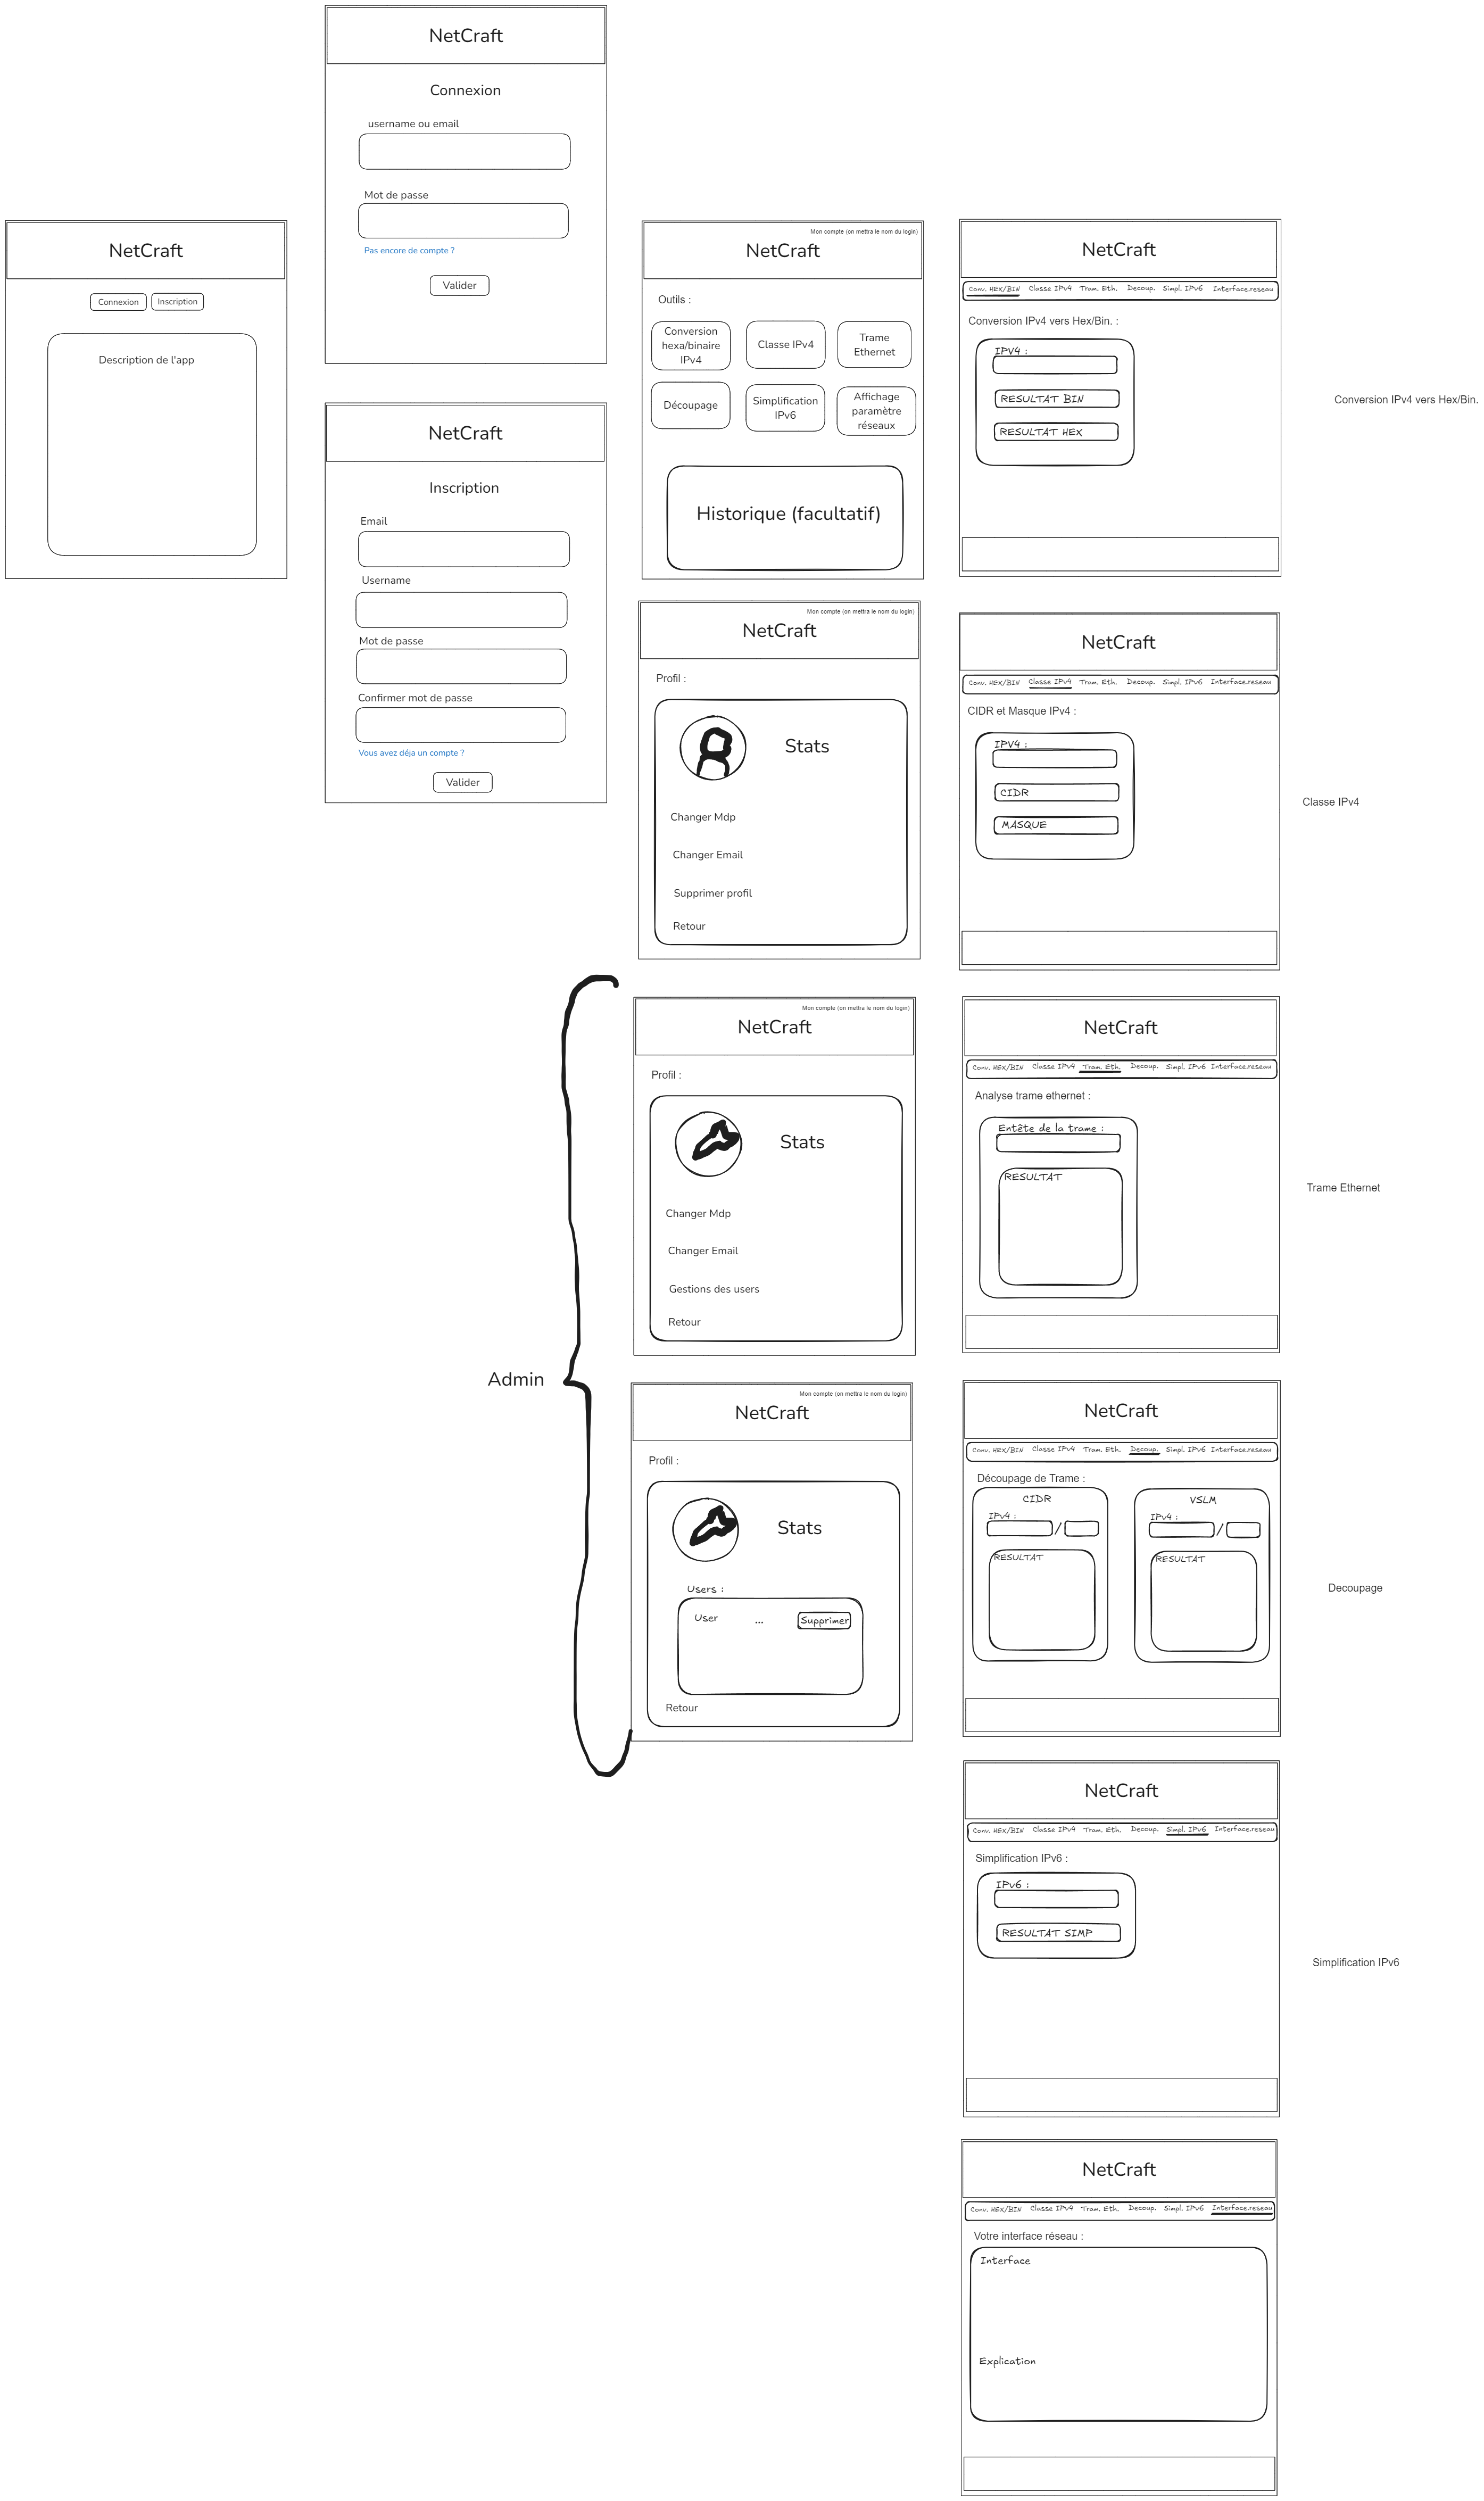 NetCraft
Connexion
Inscription
Description de l'app
NetCraft
Connexion
username ou email
Mot de passe
Pas encore de compte ?
Valider
NetCraft
Inscription
Email
Username
Mot de passe
Confirmer mot de passe
Vous avez déja un compte ?
Valider
Mon compte (on mettra le nom du login)
NetCraft
Outils :
Conversion
hexa/binaire
IPv4
Classe IPv4
Trame
Ethernet
Découpage
Simplification
IPv6
Affichage
paramètre
réseaux
Historique (facultatif)
Mon compte (on mettra le nom du login)
NetCraft
Profil :
Stats
Changer Mdp
Changer Email
Supprimer profil
Retour
Admin
Mon compte (on mettra le nom du login)
NetCraft
Profil :
Stats
Changer Mdp
Changer Email
Gestions des users
Retour
Mon compte (on mettra le nom du login)
NetCraft
Profil :
Stats
Users :
User ... Supprimer
Retour
NetCraft
Conv. HEX/BIN Classe IPv4 Tram. Eth. Decoup. Simpl. IPv6 Interface.reseau
Conversion IPv4 vers Hex/Bin. :
IPV4 :
RESULTAT BIN
RESULTAT HEX
Conversion IPv4 vers Hex/Bin.
NetCraft
Conv. HEX/BIN Classe IPv4 Tram. Eth. Decoup. Simpl. IPv6 Interface.reseau
CIDR et Masque IPv4 :
IPV4 :
CIDR
MASQUE
Classe IPv4
NetCraft
Conv. HEX/BIN Classe IPv4 Tram. Eth. Decoup. Simpl. IPv6 Interface.reseau
Analyse trame ethernet :
Entête de la trame :
RESULTAT
Trame Ethernet
NetCraft
Conv. HEX/BIN Classe IPv4 Tram. Eth. Decoup. Simpl. IPv6 Interface.reseau
Découpage de Trame :
CIDR
IPv4 :
/
RESULTAT
VSLM
IPv4 :
/
RESULTAT
Decoupage
NetCraft
Conv. HEX/BIN Classe IPv4 Tram. Eth. Decoup. Simpl. IPv6 Interface.reseau
Simplification IPv6 :
IPv6 :
RESULTAT SIMP
Simplification IPv6
NetCraft
Conv. HEX/BIN Classe IPv4 Tram. Eth. Decoup. Simpl. IPv6 Interface.reseau
Votre interface réseau :
Interface
Explication